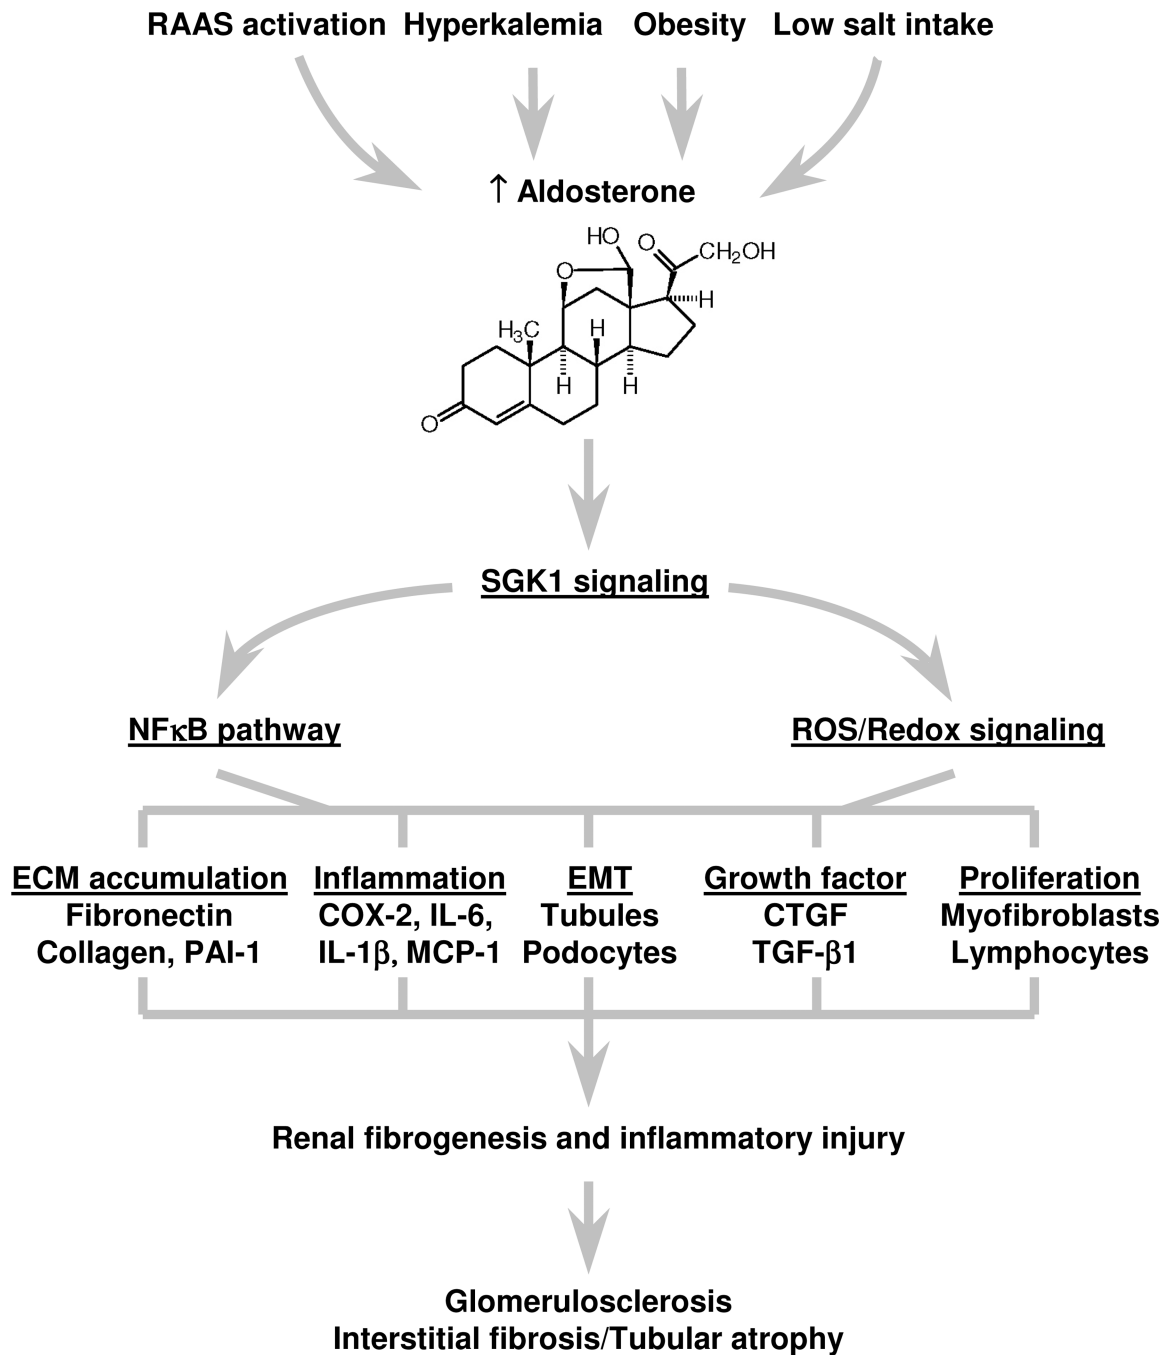 RAAS activation Hyperkalemia Obesity Low salt intake
↑ Aldosterone
HO O CH₂OH
O
H
H₃C H
H H
O
SGK1 signaling
NFκB pathway ROS/Redox signaling
ECM accumulation Inflammation EMT Growth factor Proliferation
Fibronectin COX-2, IL-6, Tubules CTGF Myofibroblasts
Collagen, PAI-1 IL-1β, MCP-1 Podocytes TGF-β1 Lymphocytes
Renal fibrogenesis and inflammatory injury
Glomerulosclerosis
Interstitial fibrosis/Tubular atrophy